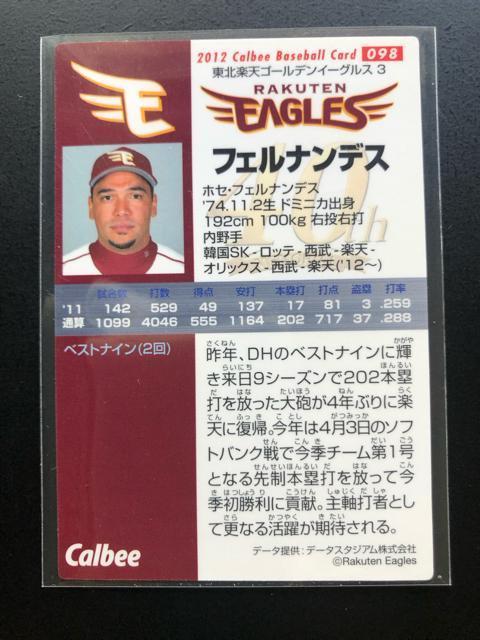 2012 Calbee Baseball Card 098
東北楽天ゴールデンイーグルス 3
RAKUTEN
EAGLES
フェルナンデス
ホセ・フェルナンデス
'74.11.2生 ドミニカ出身
192cm 100kg 右投右打
内野手
韓国SK-ロッテ-西武-楽天-
オリックス-西武-楽天('12～)
試合数 打数 得点 安打 本塁打 打点 盗塁 打率
'11 142 529 49 137 17 81 3 .259
通算 1099 4046 555 1164 202 717 37 .288
ベストナイン(2回)
昨年、DHのベストナインに輝
き来日9シーズンで202本塁
打を放った大砲が4年ぶりに楽
天に復帰。今年は4月3日のソフ
トバンク戦で今季チーム第1号
となる先制本塁打を放って今
季初勝利に貢献。主軸打者とし
て更なる活躍が期待される。
データ提供：データスタジアム株式会社
©Rakuten Eagles
Calbee